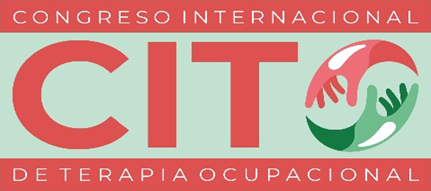 CONGRESO INTERNACIONAL
CITO
DE TERAPIA OCUPACIONAL